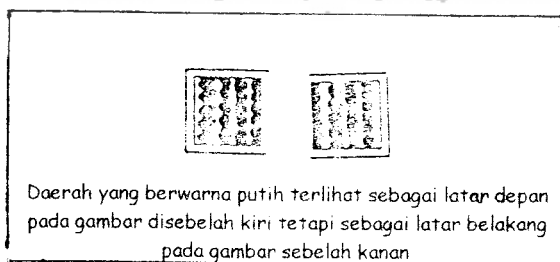 Daerah yang berwarna putih terlihat sebagai latar depan
pada gambar disebelah kiri tetapi sebagai latar belakang
pada gambar sebelah kanan